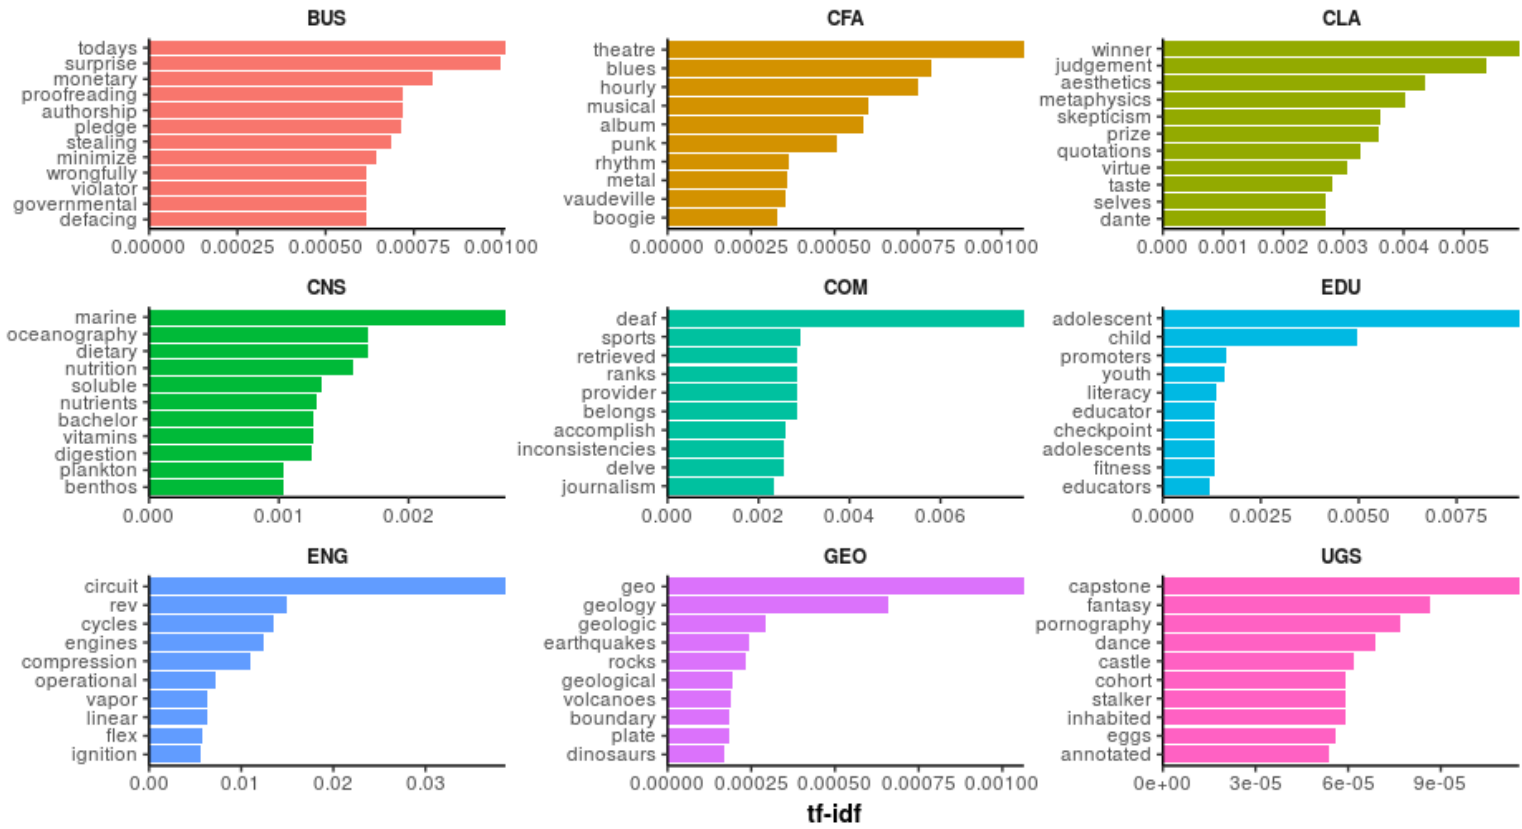 BUS
todays
surprise
monetary
proofreading
authorship
pledge
stealing
minimize
wrongfully
violator
governmental
defacing
0.00000 0.00025 0.00050 0.00075 0.00100
CFA
theatre
blues
hourly
musical
album
punk
rhythm
metal
vaudeville
boogie
0.00000 0.00025 0.00050 0.00075 0.00100
CLA
winner
judgement
aesthetics
metaphysics
skepticism
prize
quotations
virtue
taste
selves
dante
0.000 0.001 0.002 0.003 0.004 0.005
CNS
marine
oceanography
dietary
nutrition
soluble
nutrients
bachelor
vitamins
digestion
plankton
benthos
0.000 0.001 0.002
COM
deaf
sports
retrieved
ranks
provider
belongs
accomplish
inconsistencies
delve
journalism
0.000 0.002 0.004 0.006
EDU
adolescent
child
promoters
youth
literacy
educator
checkpoint
adolescents
fitness
educators
0.0000 0.0025 0.0050 0.0075
ENG
circuit
rev
cycles
engines
compression
operational
vapor
linear
flex
ignition
0.00 0.01 0.02 0.03
GEO
geo
geology
geologic
earthquakes
rocks
geological
volcanoes
boundary
plate
dinosaurs
0.00000 0.00025 0.00050 0.00075 0.00100
UGS
capstone
fantasy
pornography
dance
castle
cohort
stalker
inhabited
eggs
annotated
0e+00 3e-05 6e-05 9e-05
tf-idf